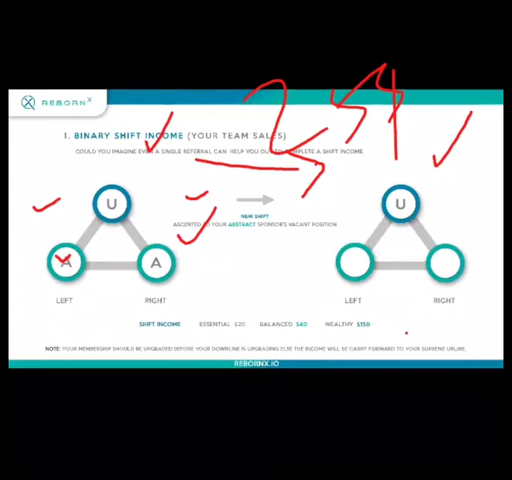 REBORNX
1. BINARY SHIFT INCOME (YOUR TEAM SALES)
COULD YOU IMAGINE EVEN A SINGLE REFERRAL CAN HELP YOU OUT COMPLETE A SHIFT INCOME
U
U
NEW SHIFT
ASCENTED TO YOUR ABSTRACT SPONSOR'S VACANT POSITION
A
A
LEFT
RIGHT
LEFT
RIGHT
SHIFT INCOME ESSENTIAL $20 BALANCED $40 WEALTHY $150
NOTE: YOUR MEMBERSHIP SHOULD BE UPGRADED BEFORE YOUR DOWNLINE IS UPGRADING ELSE THE INCOME WILL BE CARRY FORWARD TO YOUR SUPREME UPLINE.
REBORNX.IO